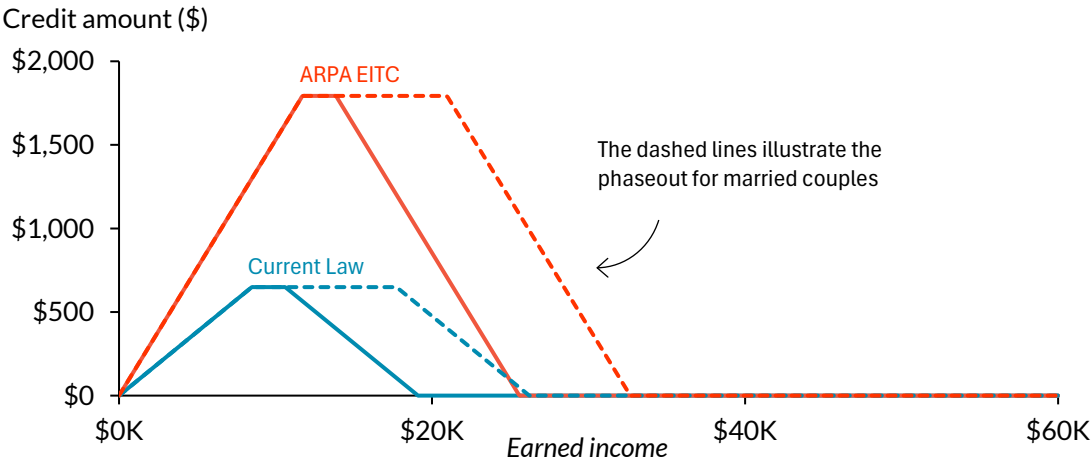 Credit amount ($)
$2,000
ARPA EITC
$1,500
The dashed lines illustrate the
phaseout for married couples
$1,000
Current Law
$500
$0
$0K
$20K
$40K
$60K
Earned income